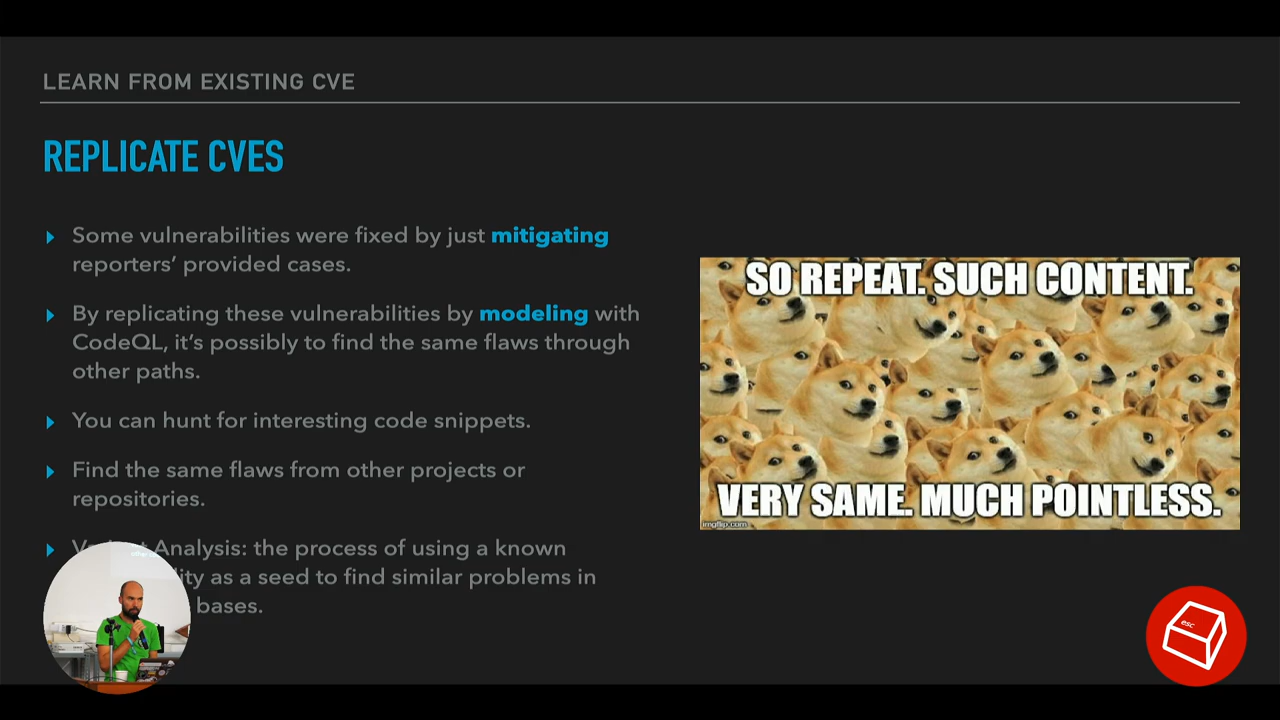 LEARN FROM EXISTING CVE
REPLICATE CVES
Some vulnerabilities were fixed by just mitigating
reporters’ provided cases.
By replicating these vulnerabilities by modeling with
CodeQL, it’s possibly to find the same flaws through
other paths.
You can hunt for interesting code snippets.
Find the same flaws from other projects or
repositories.
Analysis: the process of using a known
as a seed to find similar problems in
bases.
SO REPEAT. SUCH CONTENT.
VERY SAME. MUCH POINTLESS.
imgflip.com
esc